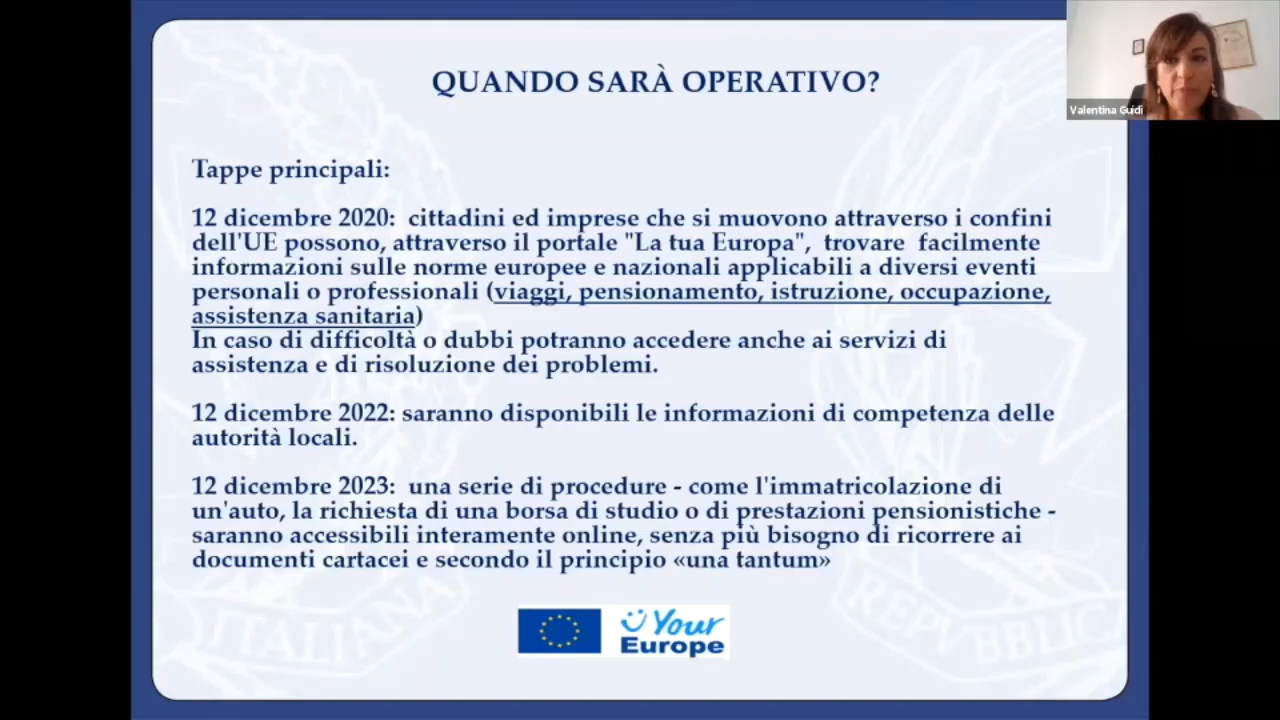 QUANDO SARÀ OPERATIVO?
Valentina Guidi
Tappe principali:
12 dicembre 2020: cittadini ed imprese che si muovono attraverso i confini
dell'UE possono, attraverso il portale "La tua Europa", trovare facilmente
informazioni sulle norme europee e nazionali applicabili a diversi eventi
personali o professionali (viaggi, pensionamento, istruzione, occupazione,
assistenza sanitaria)
In caso di difficoltà o dubbi potranno accedere anche ai servizi di
assistenza e di risoluzione dei problemi.
12 dicembre 2022: saranno disponibili le informazioni di competenza delle
autorità locali.
12 dicembre 2023: una serie di procedure - come l'immatricolazione di
un'auto, la richiesta di una borsa di studio o di prestazioni pensionistiche -
saranno accessibili interamente online, senza più bisogno di ricorrere ai
documenti cartacei e secondo il principio «una tantum»
ITALIANA
REPVBBLIC
Your
Europe